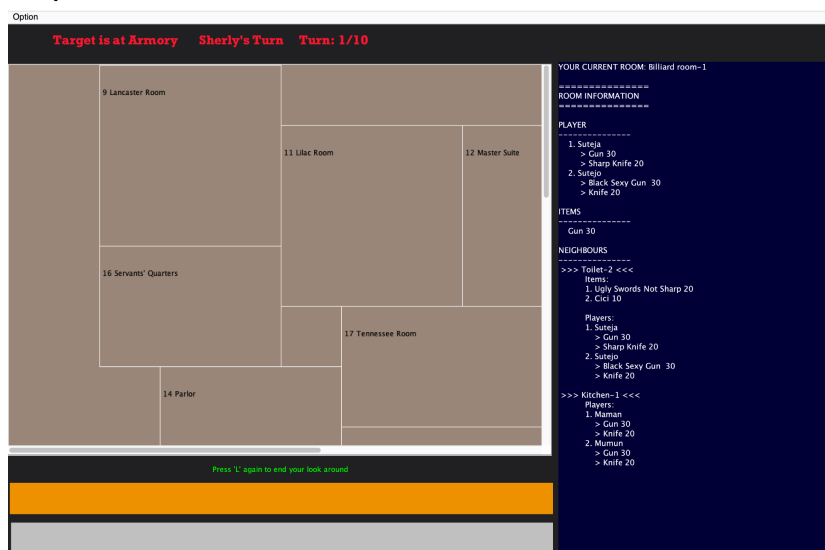 Option
Target is at Armory Sherly's Turn Turn: 1/10
9 Lancaster Room
11 Lilac Room
12 Master Suite
16 Servants' Quarters
17 Tennessee Room
14 Parlor
Press 'L' again to end your look around
YOUR CURRENT ROOM: Billiard room-1
===============
ROOM INFORMATION
===============
PLAYER
---------------
1. Suteja
> Gun 30
> Sharp Knife 20
2. Sutejo
> Black Sexy Gun 30
> Knife 20
ITEMS
---------------
Gun 30
NEIGHBOURS
---------------
>>> Toilet-2 <<<
Items:
1. Ugly Swords Not Sharp 20
2. Cici 10
Players:
1. Suteja
> Gun 30
> Sharp Knife 20
2. Sutejo
> Black Sexy Gun 30
> Knife 20
>>> Kitchen-1 <<<
Players:
1. Maman
> Gun 30
> Knife 20
2. Mumun
> Gun 30
> Knife 20